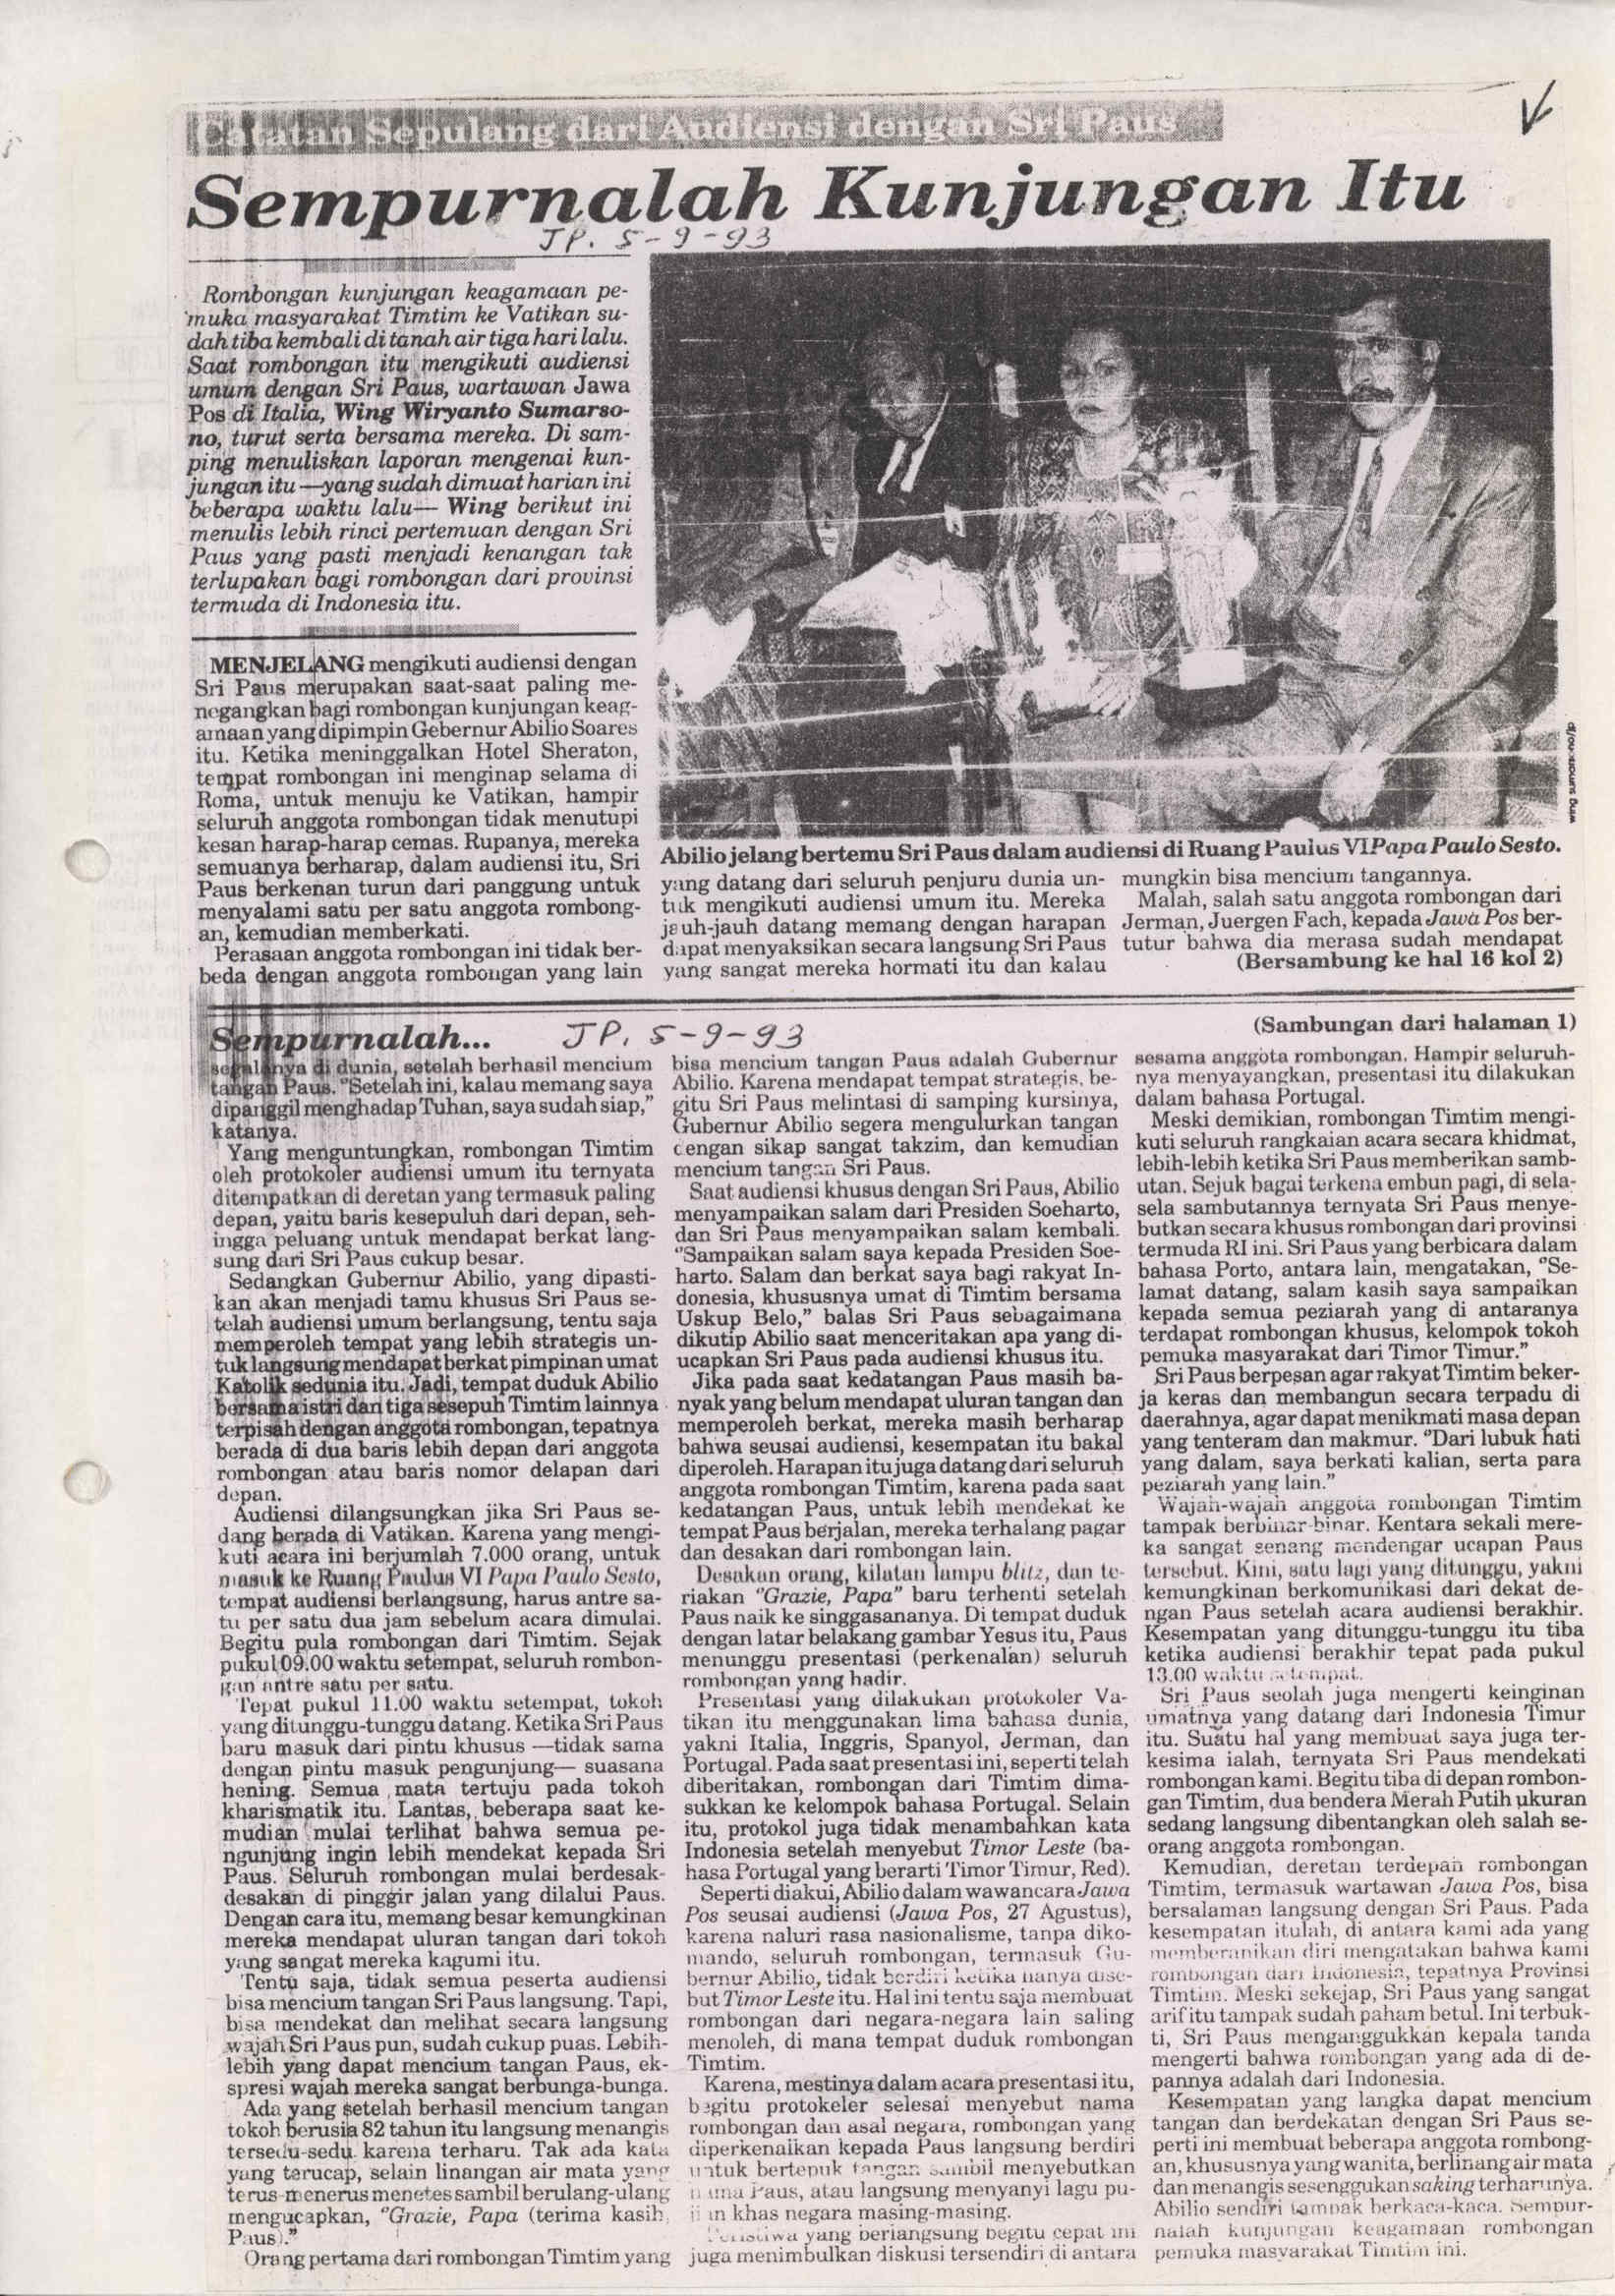 Catatan Sepulang dari Audiensi dengan Sri Paus
Sempurnalah Kunjungan Itu
JP. 5-9-93
Rombongan kunjungan keagamaan pe-
muka masyarakat Timtim ke Vatikan su-
dah tiba kembali di tanah air tiga hari lalu.
Saat rombongan itu mengikuti audiensi
umum dengan Sri Paus, wartawan Jawa
Pos di Italia, Wing Wiryanto Sumarso-
no, turut serta bersama mereka. Di sam-
ping menuliskan laporan mengenai kun-
jungan itu —yang sudah dimuat harian ini
beberapa waktu lalu— Wing berikut ini
menulis lebih rinci pertemuan dengan Sri
Paus yang pasti menjadi kenangan tak
terlupakan bagi rombongan dari provinsi
termuda di Indonesia itu.
MENJELANG mengikuti audiensi dengan
Sri Paus merupakan saat-saat paling me-
negangkan bagi rombongan kunjungan keag-
amaan yang dipimpin Gebernur Abilio Soares
itu. Ketika meninggalkan Hotel Sheraton,
tempat rombongan ini menginap selama di
Roma, untuk menuju ke Vatikan, hampir
seluruh anggota rombongan tidak menutupi
kesan harap-harap cemas. Rupanya, mereka
semuanya berharap, dalam audiensi itu, Sri
Paus berkenan turun dari panggung untuk
menyalami satu per satu anggota rombong-
an, kemudian memberkati.
Perasaan anggota rombongan ini tidak ber-
beda dengan anggota rombongan yang lain
wing sumarsono/jp
Abilio jelang bertemu Sri Paus dalam audiensi di Ruang Paulus VI Papa Paulo Sesto.
yang datang dari seluruh penjuru dunia un-
tuk mengikuti audiensi umum itu. Mereka
jauh-jauh datang memang dengan harapan
dapat menyaksikan secara langsung Sri Paus
yang sangat mereka hormati itu dan kalau
mungkin bisa mencium tangannya.
Malah, salah satu anggota rombongan dari
Jerman, Juergen Fach, kepada Jawa Pos ber-
tutur bahwa dia merasa sudah mendapat
(Bersambung ke hal 16 kol 2)
Sempurnalah...
JP. 5-9-93
(Sambungan dari halaman 1)
segalanya di dunia, setelah berhasil mencium
tangan Paus. "Setelah ini, kalau memang saya
dipanggil menghadap Tuhan, saya sudah siap,"
katanya.
Yang menguntungkan, rombongan Timtim
oleh protokoler audiensi umum itu ternyata
ditempatkan di deretan yang termasuk paling
depan, yaitu baris kesepuluh dari depan, seh-
ingga peluang untuk mendapat berkat lang-
sung dari Sri Paus cukup besar.
Sedangkan Gubernur Abilio, yang dipasti-
kan akan menjadi tamu khusus Sri Paus se-
telah audiensi umum berlangsung, tentu saja
memperoleh tempat yang lebih strategis un-
tuk langsung mendapat berkat pimpinan umat
Katolik sedunia itu. Jadi, tempat duduk Abilio
bersama istri dan tiga sesepuh Timtim lainnya
terpisah dengan anggota rombongan, tepatnya
berada di dua baris lebih depan dari anggota
rombongan atau baris nomor delapan dari
depan.
Audiensi dilangsungkan jika Sri Paus se-
dang berada di Vatikan. Karena yang mengi-
kuti acara ini berjumlah 7.000 orang, untuk
masuk ke Ruang Paulus VI Papa Paulo Sesto,
tempat audiensi berlangsung, harus antre sa-
tu per satu dua jam sebelum acara dimulai.
Begitu pula rombongan dari Timtim. Sejak
pukul 09.00 waktu setempat, seluruh rombon-
gan antre satu per satu.
Tepat pukul 11.00 waktu setempat, tokoh
yang ditunggu-tunggu datang. Ketika Sri Paus
baru masuk dari pintu khusus —tidak sama
dengan pintu masuk pengunjung— suasana
hening. Semua mata tertuju pada tokoh
kharismatik itu. Lantas, beberapa saat ke-
mudian mulai terlihat bahwa semua pe-
ngunjung ingin lebih mendekat kepada Sri
Paus. Seluruh rombongan mulai berdesak-
desakan di pinggir jalan yang dilalui Paus.
Dengan cara itu, memang besar kemungkinan
mereka mendapat uluran tangan dari tokoh
yang sangat mereka kagumi itu.
Tentu saja, tidak semua peserta audiensi
bisa mencium tangan Sri Paus langsung. Tapi,
bisa mendekat dan melihat secara langsung
wajah Sri Paus pun, sudah cukup puas. Lebih-
lebih yang dapat mencium tangan Paus, ek-
spresi wajah mereka sangat berbunga-bunga.
Ada yang setelah berhasil mencium tangan
tokoh berusia 82 tahun itu langsung menangis
tersedu-sedu karena terharu. Tak ada kata
yang terucap, selain linangan air mata yang
terus-menerus menetes sambil berulang-ulang
mengucapkan, "Grazie, Papa (terima kasih,
Paus)."
Orang pertama dari rombongan Timtim yang
bisa mencium tangan Paus adalah Gubernur
Abilio. Karena mendapat tempat strategis, be-
gitu Sri Paus melintasi di samping kursinya,
Gubernur Abilio segera mengulurkan tangan
dengan sikap sangat takzim, dan kemudian
mencium tangan Sri Paus.
Saat audiensi khusus dengan Sri Paus, Abilio
menyampaikan salam dari Presiden Soeharto,
dan Sri Paus menyampaikan salam kembali.
"Sampaikan salam saya kepada Presiden Soe-
harto. Salam dan berkat saya bagi rakyat In-
donesia, khususnya umat di Timtim bersama
Uskup Belo," balas Sri Paus sebagaimana
dikutip Abilio saat menceritakan apa yang di-
ucapkan Sri Paus pada audiensi khusus itu.
Jika pada saat kedatangan Paus masih ba-
nyak yang belum mendapat uluran tangan dan
memperoleh berkat, mereka masih berharap
bahwa seusai audiensi, kesempatan itu bakal
diperoleh. Harapan itu juga datang dari seluruh
anggota rombongan Timtim, karena pada saat
kedatangan Paus, untuk lebih mendekat ke
tempat Paus berjalan, mereka terhalang pagar
dan desakan dari rombongan lain.
Desakan orang, kilatan lampu blitz, dan te-
riakan "Grazie, Papa" baru terhenti setelah
Paus naik ke singgasananya. Di tempat duduk
dengan latar belakang gambar Yesus itu, Paus
menunggu presentasi (perkenalan) seluruh
rombongan yang hadir.
Presentasi yang dilakukan protokoler Va-
tikan itu menggunakan lima bahasa dunia,
yakni Italia, Inggris, Spanyol, Jerman, dan
Portugal. Pada saat presentasi ini, seperti telah
diberitakan, rombongan dari Timtim dima-
sukkan ke kelompok bahasa Portugal. Selain
itu, protokol juga tidak menambahkan kata
Indonesia setelah menyebut Timor Leste (ba-
hasa Portugal yang berarti Timor Timur, Red).
Seperti diakui, Abilio dalam wawancara Jawa
Pos seusai audiensi (Jawa Pos, 27 Agustus),
karena naluri rasa nasionalisme, tanpa diko-
mando, seluruh rombongan, termasuk Gu-
bernur Abilio, tidak berdiri ketika hanya dise-
but Timor Leste itu. Hal ini tentu saja membuat
rombongan dari negara-negara lain saling
menoleh, di mana tempat duduk rombongan
Timtim.
Karena, mestinya dalam acara presentasi itu,
begitu protokeler selesai menyebut nama
rombongan dan asal negara, rombongan yang
diperkenalkan kepada Paus langsung berdiri
untuk bertepuk tangan sambil menyebutkan
nama Paus, atau langsung menyanyi lagu pu-
jian khas negara masing-masing.
Peristiwa yang berlangsung begitu cepat ini
juga menimbulkan diskusi tersendiri di antara
sesama anggota rombongan. Hampir seluruh-
nya menyayangkan, presentasi itu dilakukan
dalam bahasa Portugal.
Meski demikian, rombongan Timtim mengi-
kuti seluruh rangkaian acara secara khidmat,
lebih-lebih ketika Sri Paus memberikan samb-
utan. Sejuk bagai terkena embun pagi, di sela-
sela sambutannya ternyata Sri Paus menye-
butkan secara khusus rombongan dari provinsi
termuda RI ini. Sri Paus yang berbicara dalam
bahasa Porto, antara lain, mengatakan, "Se-
lamat datang, salam kasih saya sampaikan
kepada semua peziarah yang di antaranya
terdapat rombongan khusus, kelompok tokoh
pemuka masyarakat dari Timor Timur."
Sri Paus berpesan agar rakyat Timtim beker-
ja keras dan membangun secara terpadu di
daerahnya, agar dapat menikmati masa depan
yang tenteram dan makmur. "Dari lubuk hati
yang dalam, saya berkati kalian, serta para
peziarah yang lain."
Wajah-wajah anggota rombongan Timtim
tampak berbinar-binar. Kentara sekali mere-
ka sangat senang mendengar ucapan Paus
tersebut. Kini, satu lagi yang ditunggu, yakni
kemungkinan berkomunikasi dari dekat de-
ngan Paus setelah acara audiensi berakhir.
Kesempatan yang ditunggu-tunggu itu tiba
ketika audiensi berakhir tepat pada pukul
13.00 waktu setempat.
Sri Paus seolah juga mengerti keinginan
umatnya yang datang dari Indonesia Timur
itu. Suatu hal yang membuat saya juga ter-
kesima ialah, ternyata Sri Paus mendekati
rombongan kami. Begitu tiba di depan rombon-
gan Timtim, dua bendera Merah Putih ukuran
sedang langsung dibentangkan oleh salah se-
orang anggota rombongan.
Kemudian, deretan terdepan rombongan
Timtim, termasuk wartawan Jawa Pos, bisa
bersalaman langsung dengan Sri Paus. Pada
kesempatan itulah, di antara kami ada yang
memberanikan diri mengatakan bahwa kami
rombongan dari Indonesia, tepatnya Provinsi
Timtim. Meski sekejap, Sri Paus yang sangat
arif itu tampak sudah paham betul. Ini terbuk-
ti, Sri Paus menganggukkan kepala tanda
mengerti bahwa rombongan yang ada di de-
pannya adalah dari Indonesia.
Kesempatan yang langka dapat mencium
tangan dan berdekatan dengan Sri Paus se-
perti ini membuat beberapa anggota rombong-
an, khususnya yang wanita, berlinang air mata
dan menangis sesenggukan saking terharunya.
Abilio sendiri tampak berkaca-kaca. Sempur-
nalah kunjungan keagamaan rombongan
pemuka masyarakat Timtim ini.